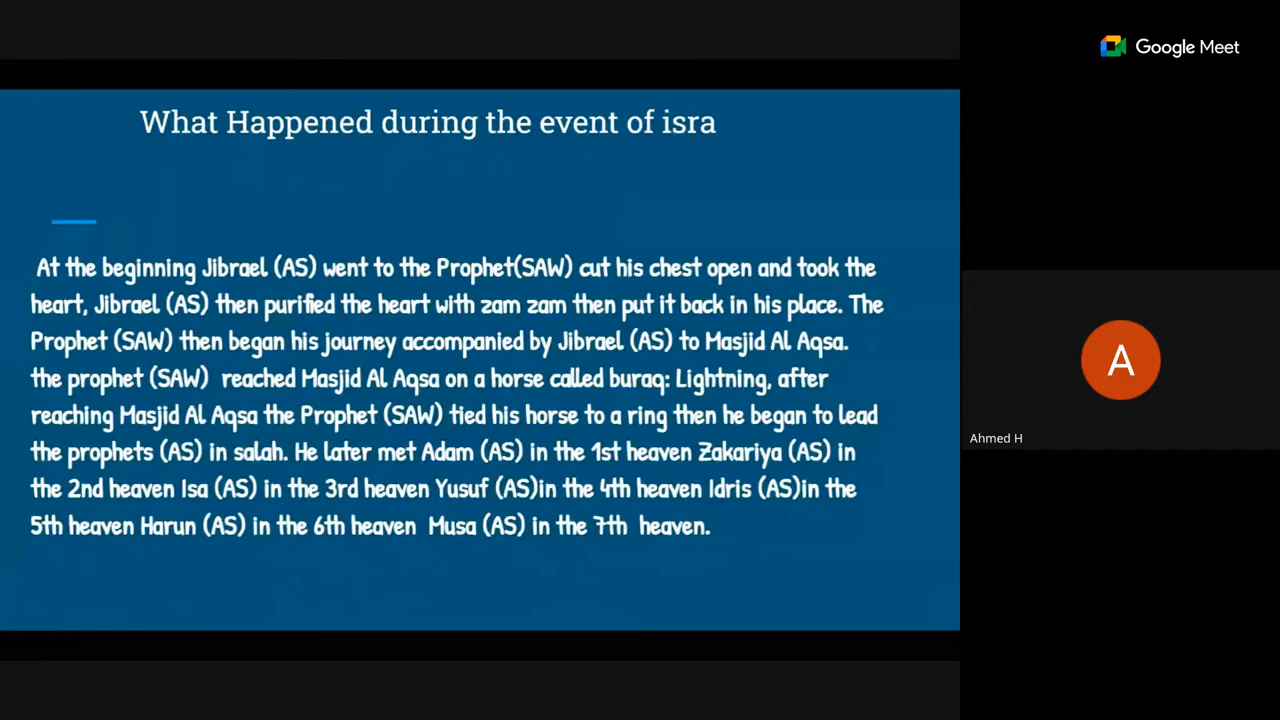 Google Meet
What Happened during the event of isra
At the beginning Jibrael (AS) went to the Prophet(SAW) cut his chest open and took the
heart, Jibrael (AS) then purified the heart with zam zam then put it back in his place. The
Prophet (SAW) then began his journey accompanied by Jibrael (AS) to Masjid Al Aqsa.
the prophet (SAW) reached Masjid Al Aqsa on a horse called buraq: Lightning, after
reaching Masjid Al Aqsa the Prophet (SAW) tied his horse to a ring then he began to lead
the prophets (AS) in salah. He later met Adam (AS) in the 1st heaven Zakariya (AS) in
the 2nd heaven Isa (AS) in the 3rd heaven Yusuf (AS)in the 4th heaven Idris (AS)in the
5th heaven Harun (AS) in the 6th heaven Musa (AS) in the 7th heaven.
A
Ahmed H